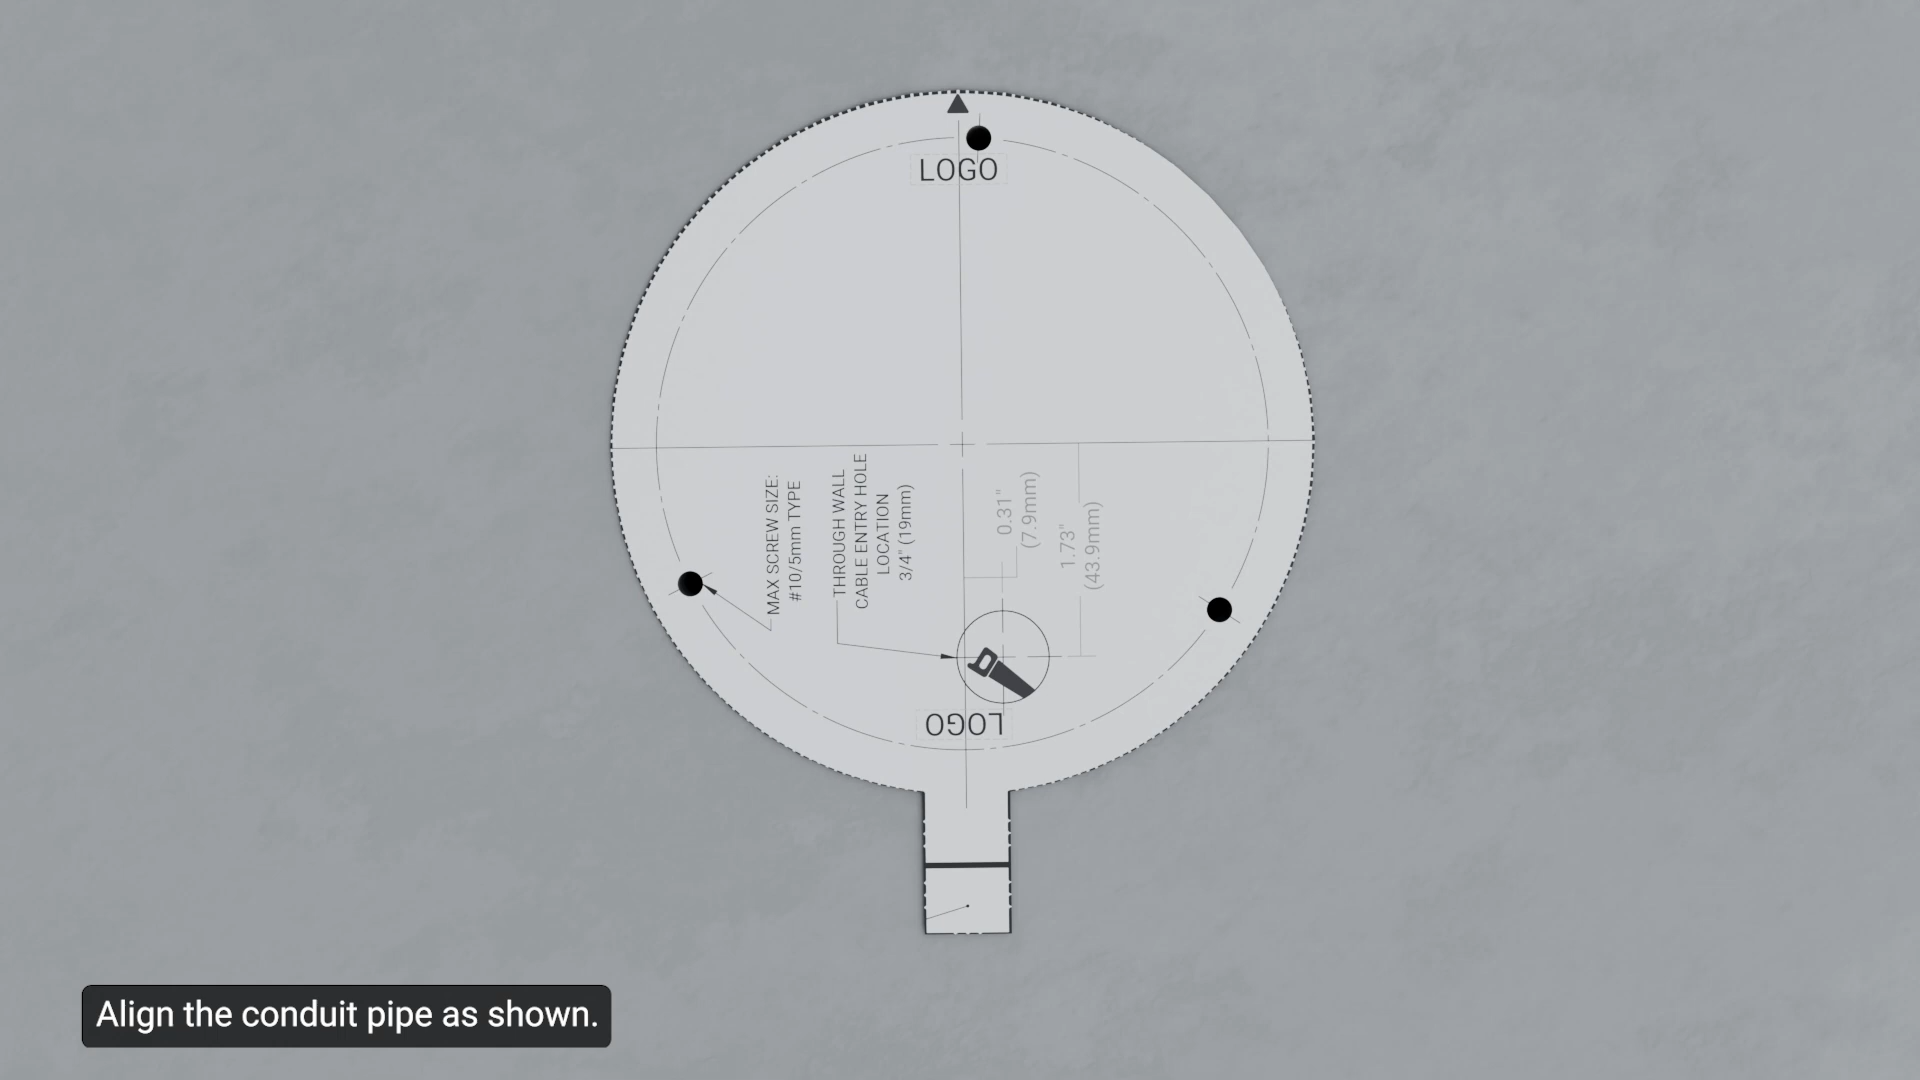 LOGO
MAX SCREW SIZE:
#10/5mm TYPE
THROUGH WALL
CABLE ENTRY HOLE
LOCATION
3/4" (19mm)
0.31"
(7.9mm)
1.73"
(43.9mm)
LOGO
Align the conduit pipe as shown.